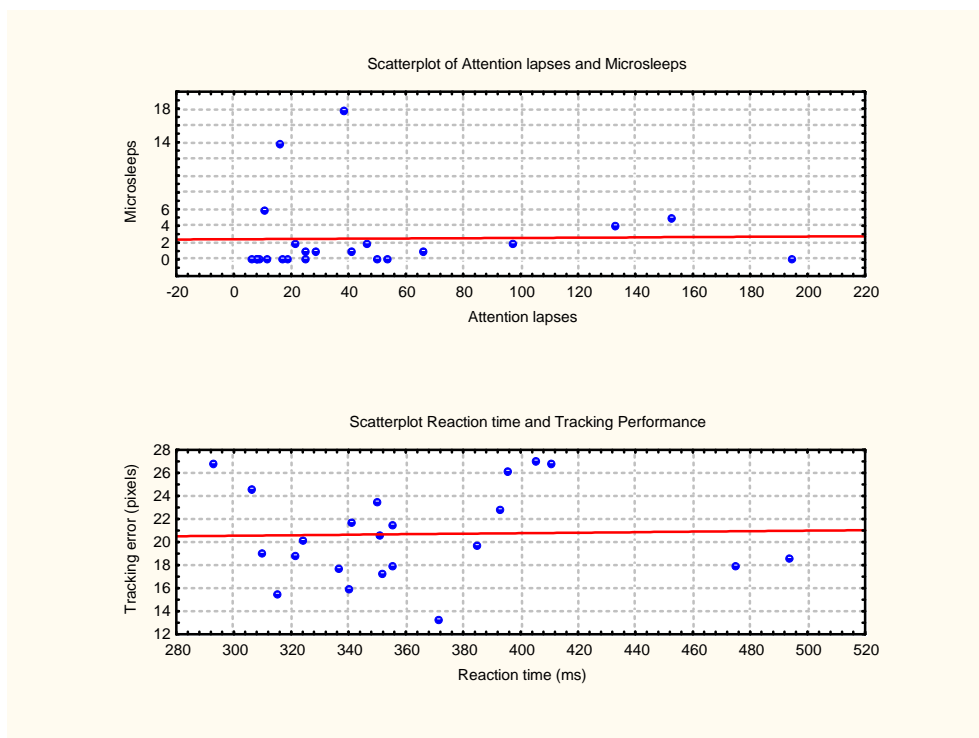 Scatterplot of Attention lapses and Microsleeps
18
14
6
4
2
0
Microsleeps
-20 0 20 40 60 80 100 120 140 160 180 200 220
Attention lapses
Scatterplot Reaction time and Tracking Performance
28
26
24
22
20
18
16
14
12
Tracking error (pixels)
280 300 320 340 360 380 400 420 440 460 480 500 520
Reaction time (ms)